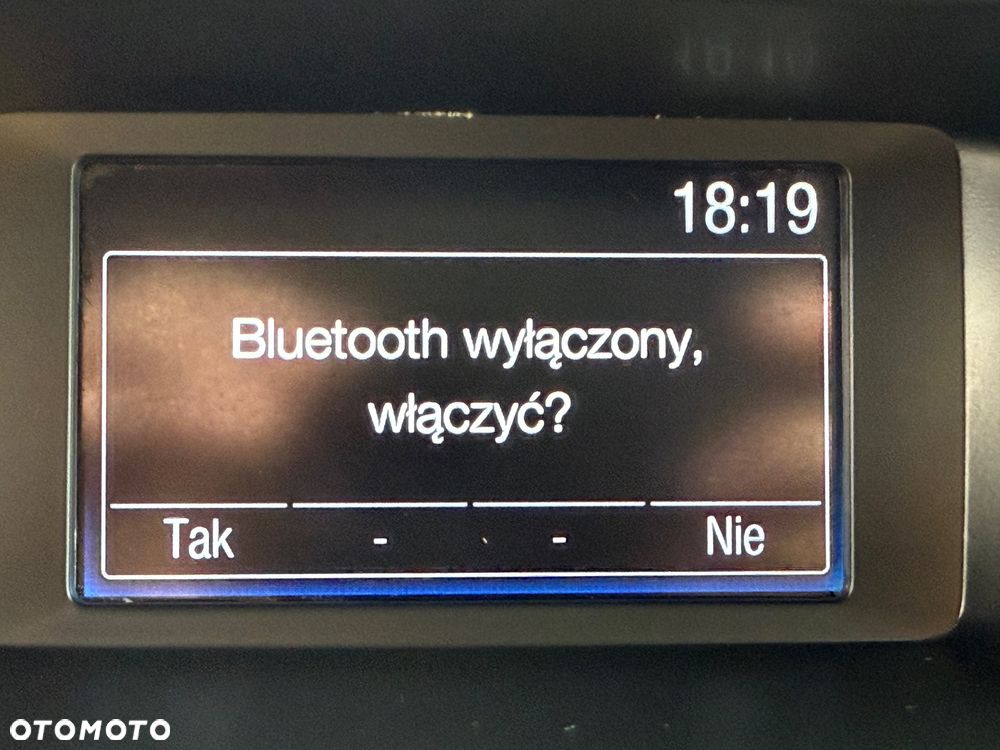 18:19
Bluetooth wyłączony,
włączyć?
Tak - - Nie
OTOMOTO